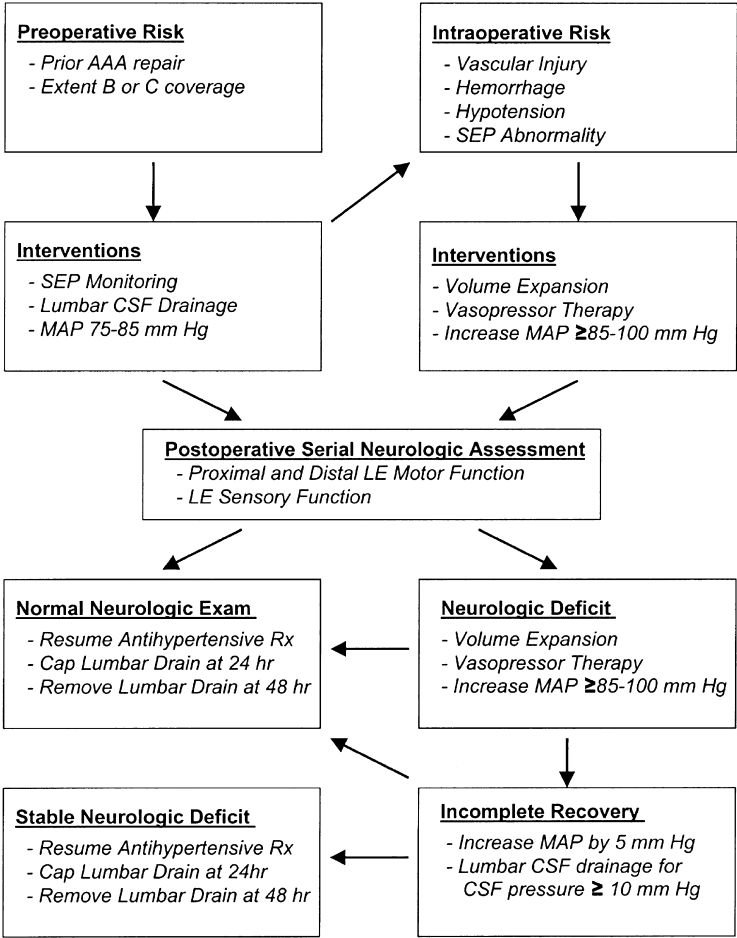 Preoperative Risk
- Prior AAA repair
- Extent B or C coverage
Intraoperative Risk
- Vascular Injury
- Hemorrhage
- Hypotension
- SEP Abnormality
Interventions
- SEP Monitoring
- Lumbar CSF Drainage
- MAP 75-85 mm Hg
Interventions
- Volume Expansion
- Vasopressor Therapy
- Increase MAP ≥85-100 mm Hg
Postoperative Serial Neurologic Assessment
- Proximal and Distal LE Motor Function
- LE Sensory Function
Normal Neurologic Exam
- Resume Antihypertensive Rx
- Cap Lumbar Drain at 24 hr
- Remove Lumbar Drain at 48 hr
Neurologic Deficit
- Volume Expansion
- Vasopressor Therapy
- Increase MAP ≥85-100 mm Hg
Stable Neurologic Deficit
- Resume Antihypertensive Rx
- Cap Lumbar Drain at 24hr
- Remove Lumbar Drain at 48 hr
Incomplete Recovery
- Increase MAP by 5 mm Hg
- Lumbar CSF drainage for
CSF pressure ≥ 10 mm Hg